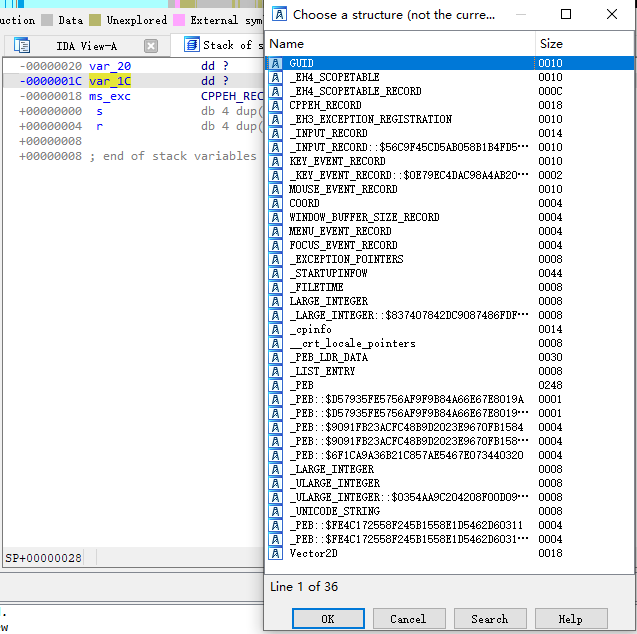 uction Data Unexplored External sym
IDA View-A Stack of s
-00000020 var_20 dd ?
-0000001C var_1C dd ?
-00000018 ms_exc CPPEH_REC
+00000000 s db 4 dup(
+00000004 r db 4 dup(
+00000008
+00000008 ; end of stack variables
SP+00000028
Choose a structure (not the curre...
Name Size
GUID 0010
_EH4_SCOPETABLE 0010
_EH4_SCOPETABLE_RECORD 000C
CPPEH_RECORD 0018
_EH3_EXCEPTION_REGISTRATION 0010
_INPUT_RECORD 0014
_INPUT_RECORD::$56C9F45CD5AB058B1B4FD5... 0010
KEY_EVENT_RECORD 0010
_KEY_EVENT_RECORD::$0E79EC4DAC98A4AB20... 0002
MOUSE_EVENT_RECORD 0010
COORD 0004
WINDOW_BUFFER_SIZE_RECORD 0004
MENU_EVENT_RECORD 0004
FOCUS_EVENT_RECORD 0004
_EXCEPTION_POINTERS 0008
_STARTUPINFOW 0044
_FILETIME 0008
LARGE_INTEGER 0008
_LARGE_INTEGER::$837407842DC9087486FDF... 0008
_cpinfo 0014
__crt_locale_pointers 0008
_PEB_LDR_DATA 0030
_LIST_ENTRY 0008
_PEB 0248
_PEB::$D57935FE5756AF9F9B84A66E67E8019A 0001
_PEB::$D57935FE5756AF9F9B84A66E67E8019... 0001
_PEB::$9091FB23ACFC48B9D2023E9670FB1584 0004
_PEB::$9091FB23ACFC48B9D2023E9670FB158... 0004
_PEB::$6F1CA9A36B21C857AE5467E073440320 0004
_LARGE_INTEGER 0008
_ULARGE_INTEGER 0008
_ULARGE_INTEGER::$0354AA9C204208F00D09... 0008
_UNICODE_STRING 0008
_PEB::$FE4C172558F245B1558E1D5462D60311 0004
_PEB::$FE4C172558F245B1558E1D5462D6031... 0004
Vector2D 0018
Line 1 of 36
OK Cancel Search Help